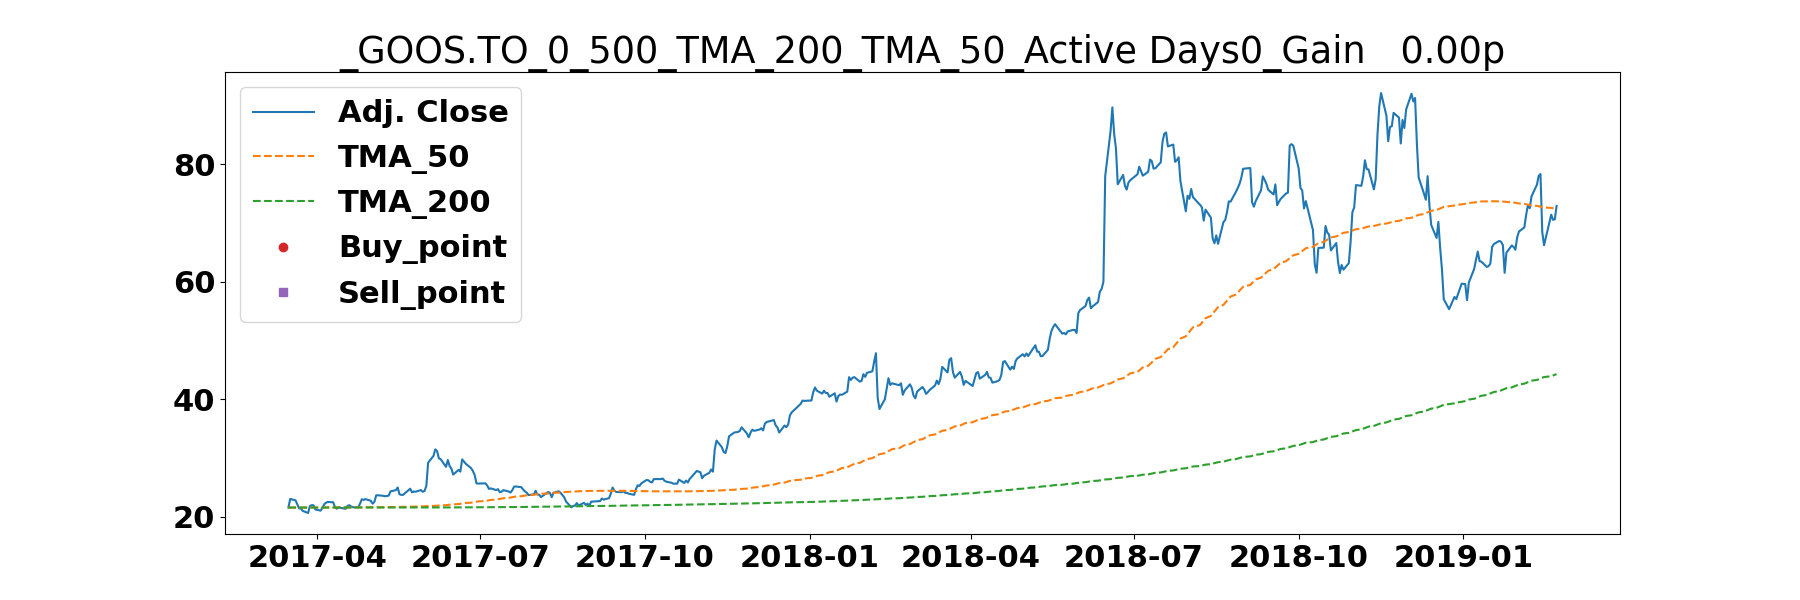 _GOOS.TO_0_500_TMA_200_TMA_50_Active Days0_Gain   0.00p
Adj. Close
TMA_50
TMA_200
Buy_point
Sell_point
80
60
40
20
2017-04 2017-07 2017-10 2018-01 2018-04 2018-07 2018-10 2019-01